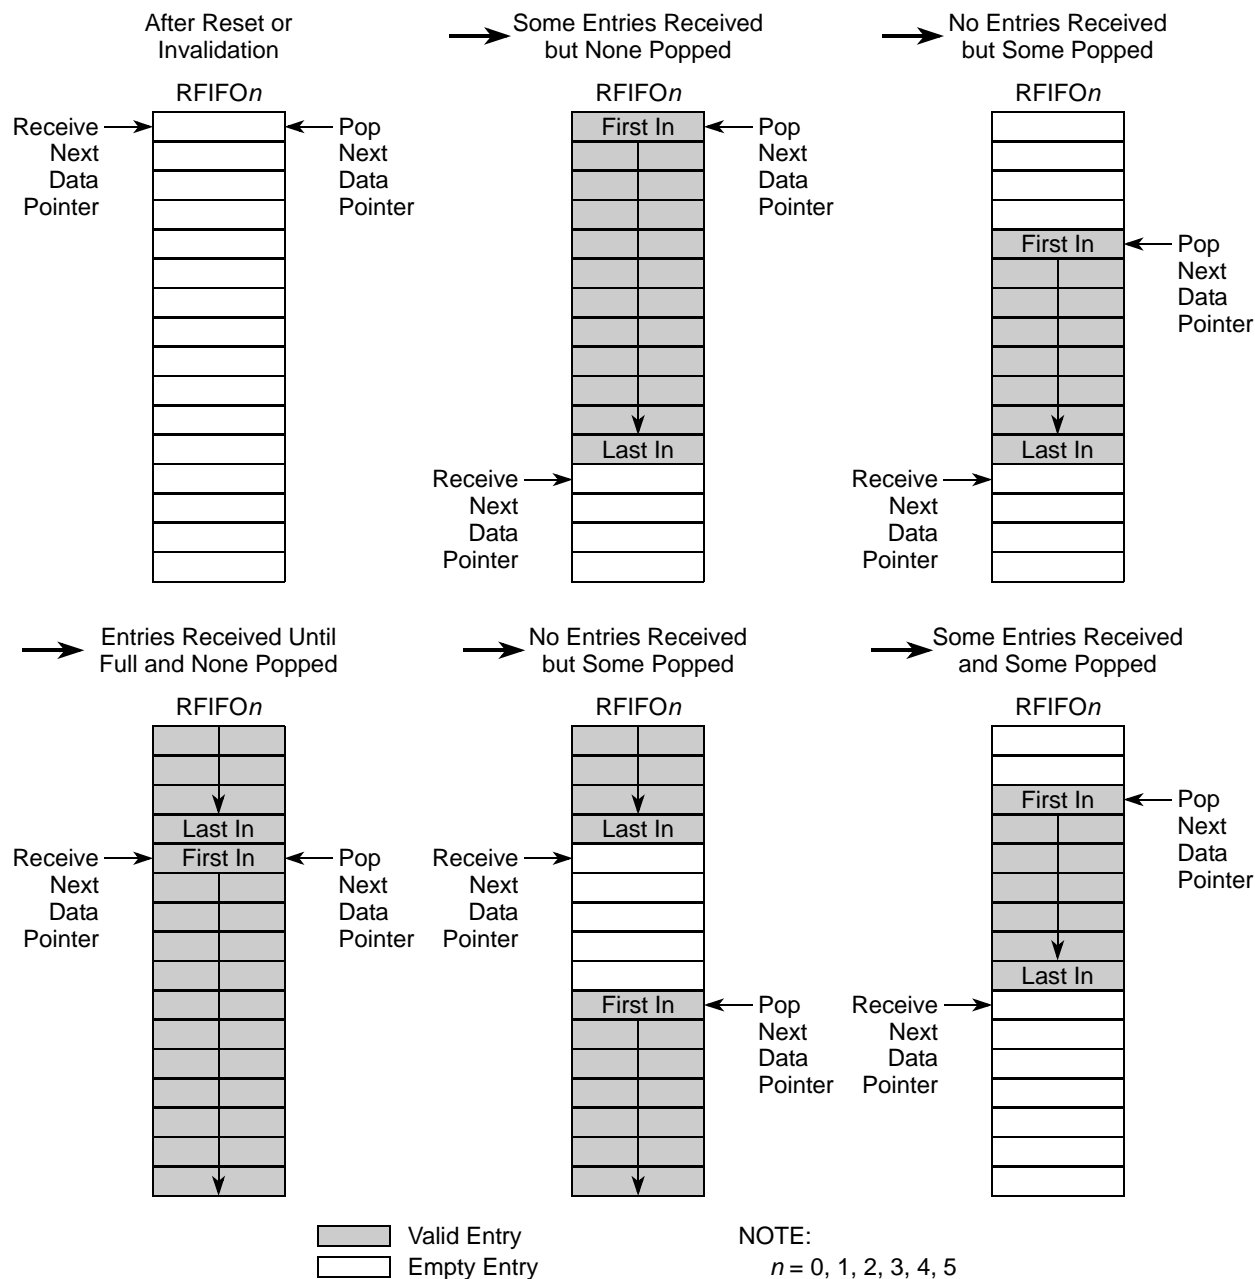 After Reset or
Invalidation
RFIFOn
Receive
Next
Data
Pointer
Pop
Next
Data
Pointer
Some Entries Received
but None Popped
RFIFOn
First In
Last In
Pop
Next
Data
Pointer
Receive
Next
Data
Pointer
No Entries Received
but Some Popped
RFIFOn
First In
Last In
Pop
Next
Data
Pointer
Receive
Next
Data
Pointer
Entries Received Until
Full and None Popped
RFIFOn
Last In
First In
Receive
Next
Data
Pointer
Pop
Next
Data
Pointer
No Entries Received
but Some Popped
RFIFOn
Last In
Receive
Next
Data
Pointer
First In
Pop
Next
Data
Pointer
Some Entries Received
and Some Popped
RFIFOn
First In
Pop
Next
Data
Pointer
Last In
Receive
Next
Data
Pointer
Valid Entry
Empty Entry
NOTE:
n = 0, 1, 2, 3, 4, 5